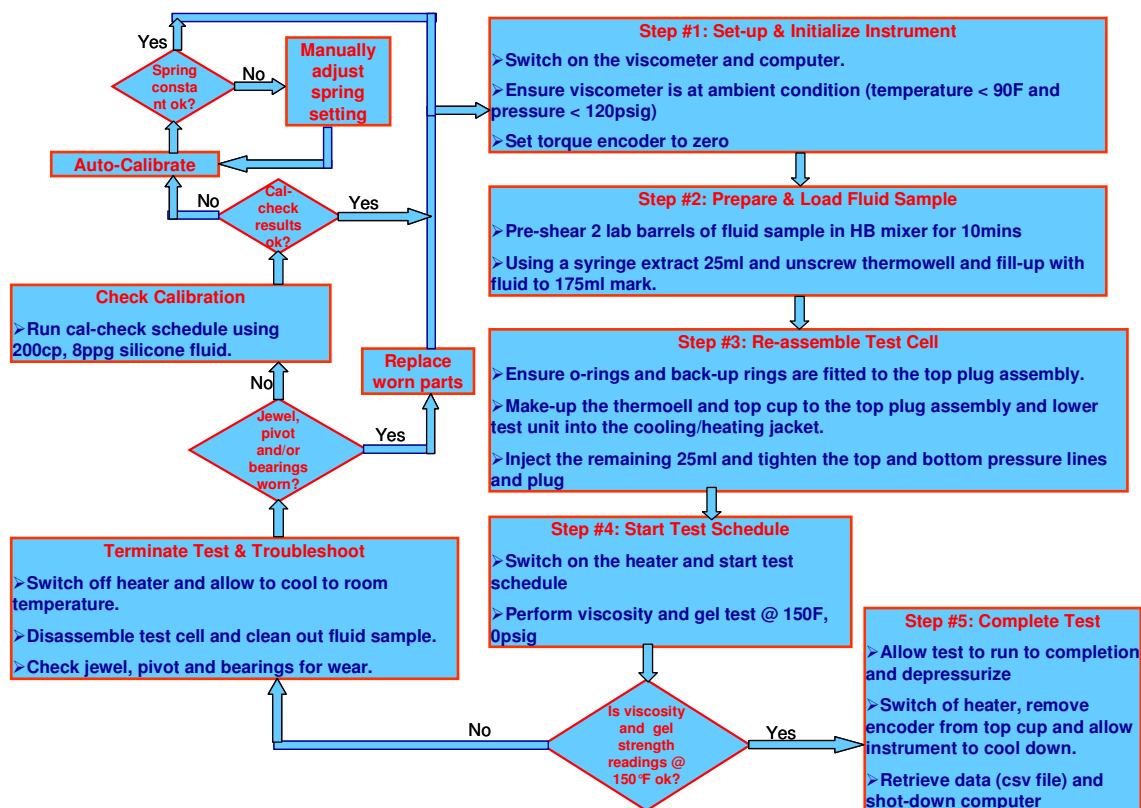 Yes
Spring
consta
nt ok?
No
Manually
adjust
spring
setting
Auto-Calibrate
No
Cal-
check
results
ok?
Yes
Check Calibration
➢Run cal-check schedule using
200cp, 8ppg silicone fluid.
No
Replace
worn parts
Jewel,
pivot
and/or
bearings
worn?
Yes
Terminate Test & Troubleshoot
➢Switch off heater and allow to cool to room
temperature.
➢Disassemble test cell and clean out fluid sample.
➢Check jewel, pivot and bearings for wear.
Step #1: Set-up & Initialize Instrument
➢Switch on the viscometer and computer.
➢Ensure viscometer is at ambient condition (temperature < 90F and
pressure < 120psig)
➢Set torque encoder to zero
Step #2: Prepare & Load Fluid Sample
➢Pre-shear 2 lab barrels of fluid sample in HB mixer for 10mins
➢Using a syringe extract 25ml and unscrew thermowell and fill-up with
fluid to 175ml mark.
Step #3: Re-assemble Test Cell
➢Ensure o-rings and back-up rings are fitted to the top plug assembly.
➢Make-up the thermoell and top cup to the top plug assembly and lower
test unit into the cooling/heating jacket.
➢Inject the remaining 25ml and tighten the top and bottom pressure lines
and plug
Step #4: Start Test Schedule
➢Switch on the heater and start test
schedule
➢Perform viscosity and gel test @ 150F,
0psig
No
Is viscosity
and gel
strength
readings @
150°F ok?
Yes
Step #5: Complete Test
➢Allow test to run to completion
and depressurize
➢Switch of heater, remove
encoder from top cup and allow
instrument to cool down.
➢Retrieve data (csv file) and
shot-down computer